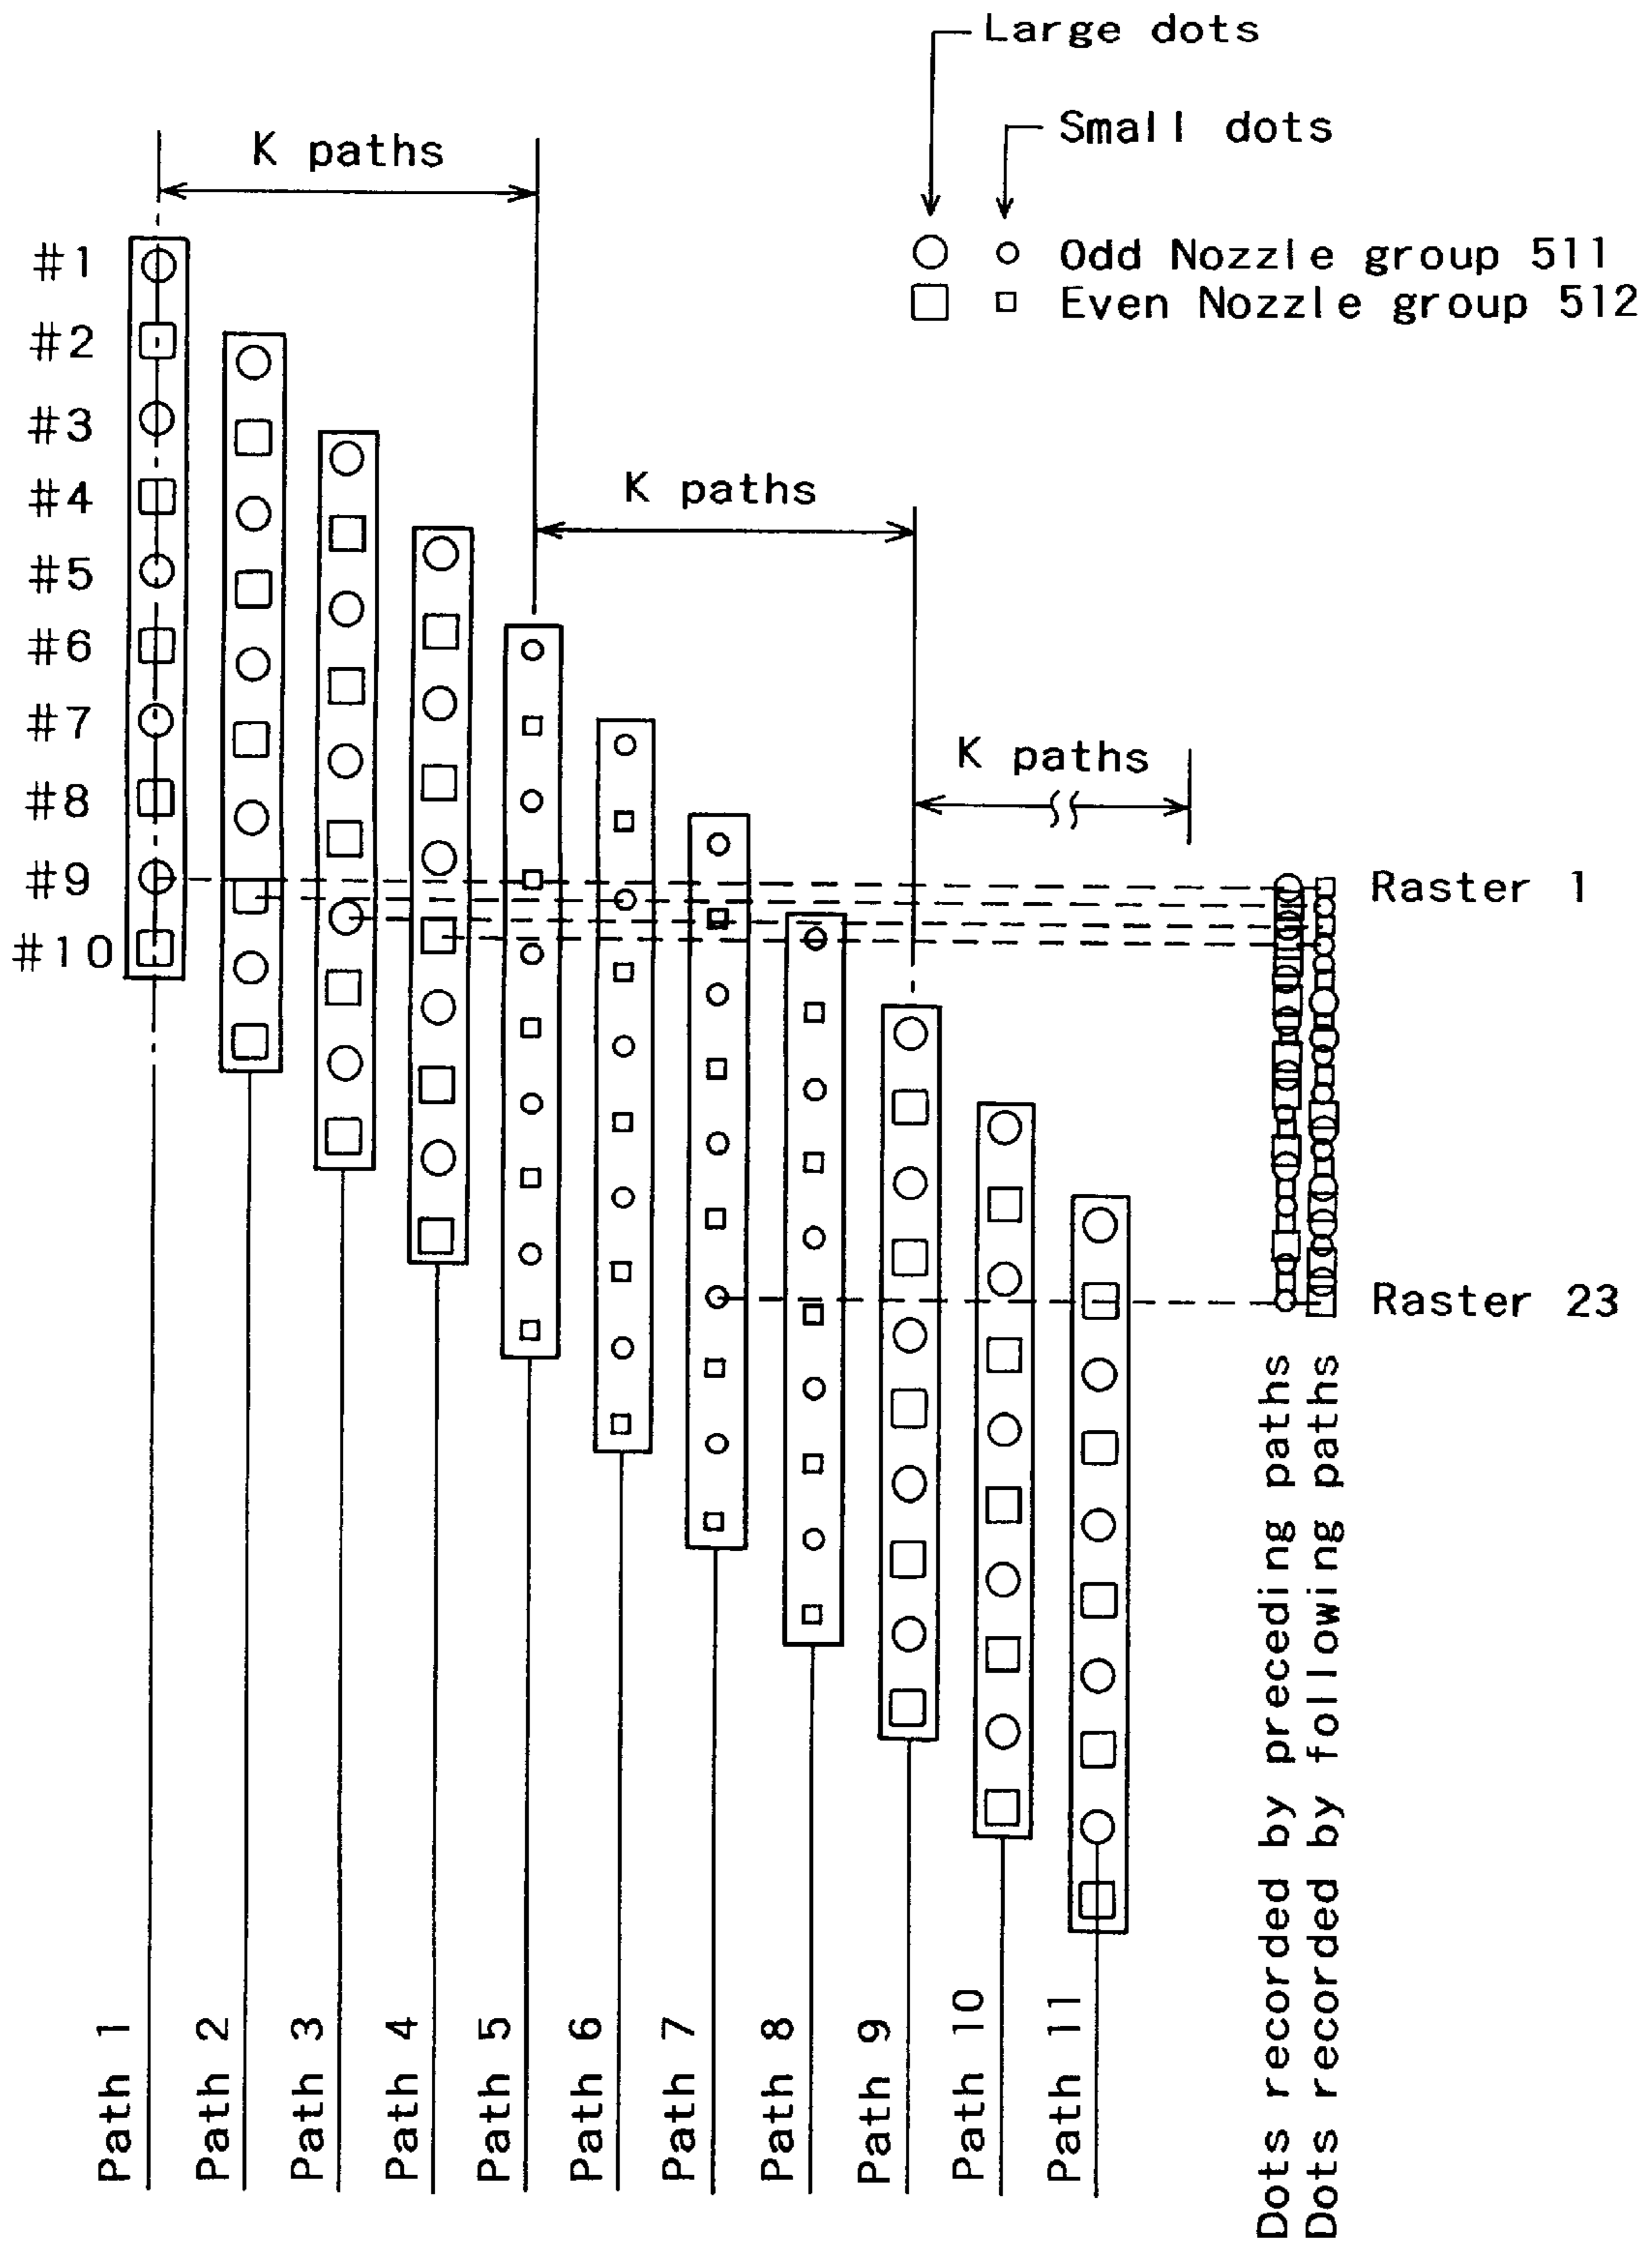 Large dots
Small dots
K paths
Odd Nozzle group 511
Even Nozzle group 512
#1
#2
#3
#4
#5
#6
#7
#8
#9
#10
K paths
K paths
Raster 1
Raster 23
Path 1
Path 2
Path 3
Path 4
Path 5
Path 6
Path 7
Path 8
Path 9
Path 10
Path 11
Dots recorded by preceding paths
Dots recorded by following paths